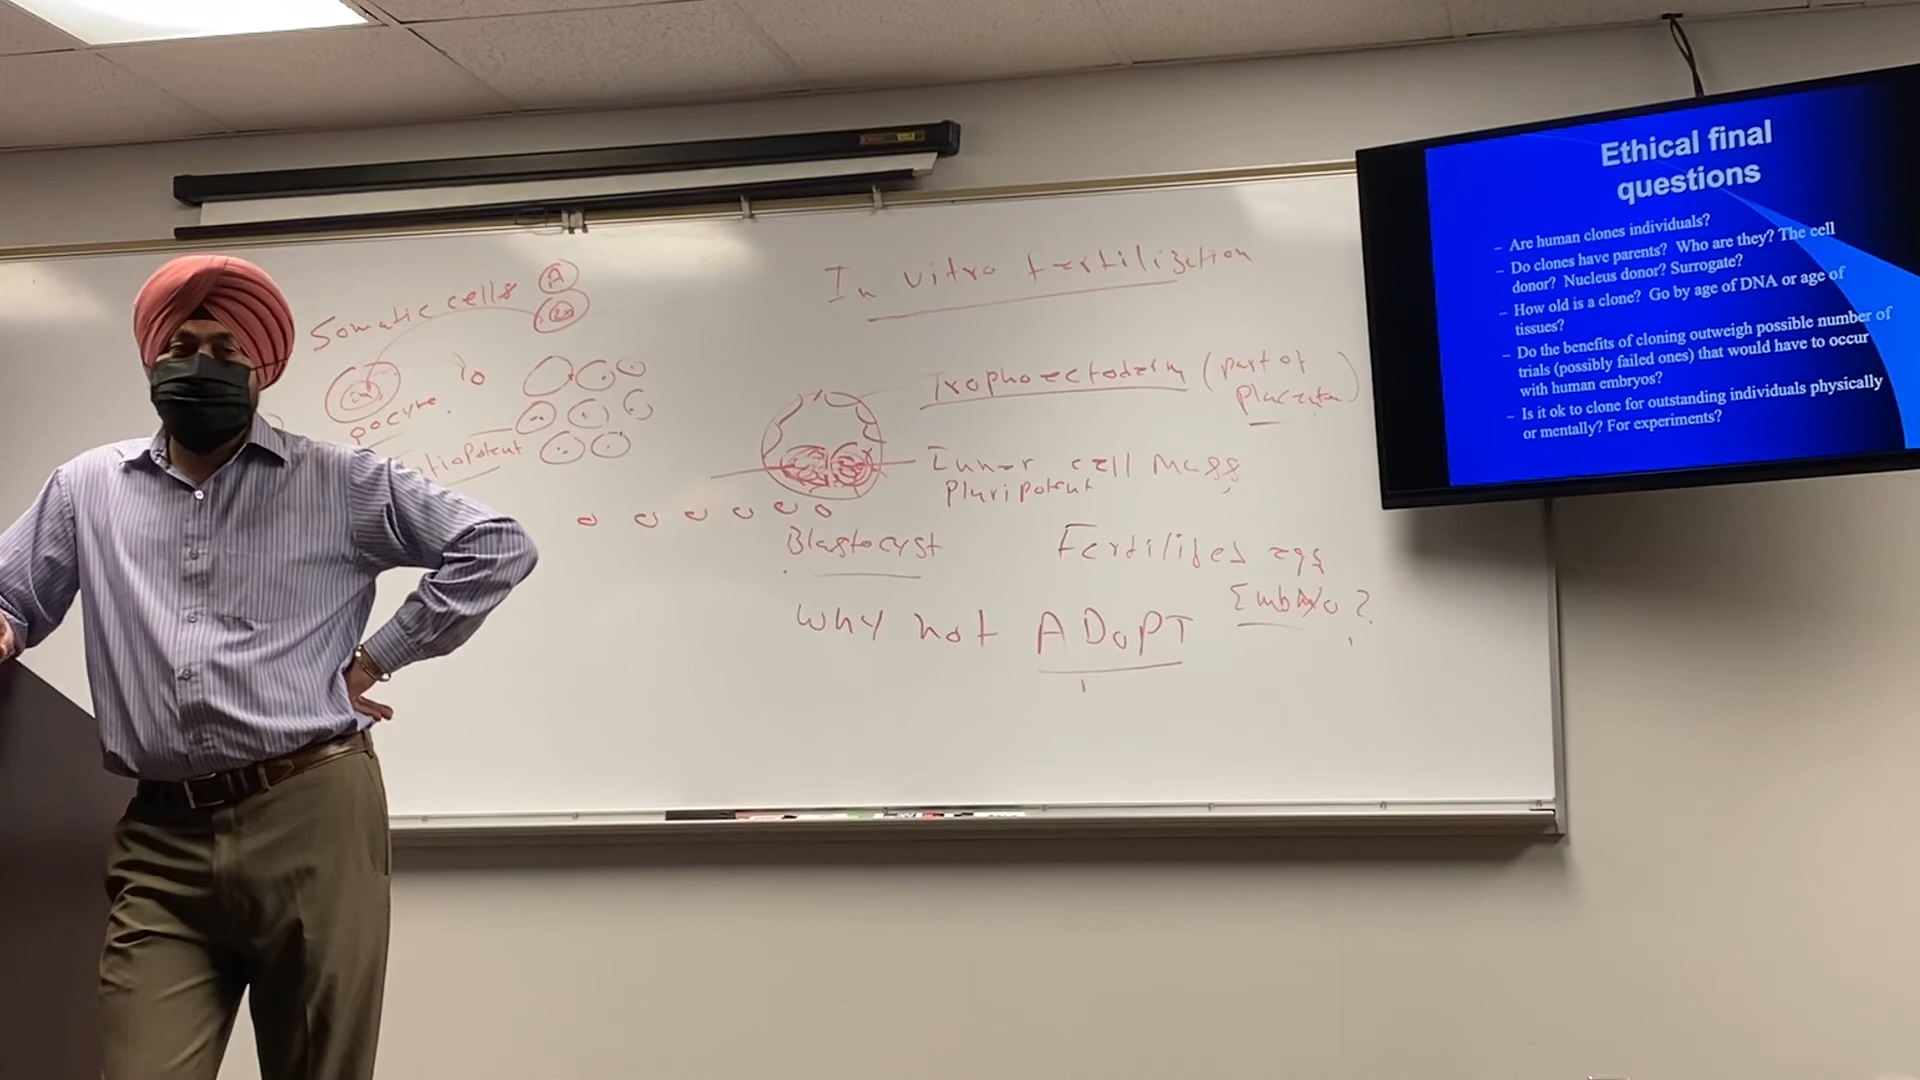 Somatic cells
A
2n
2n
oocyte
In vitro fertilization
Trophoectoderm (part of
placenta)
Inner cell Mass
Pluripotent
Blastocyst
Fertilized egg
Embryo ?
Why not ADOPT
Ethical final
questions
– Are human clones individuals?
– Do clones have parents? Who are they? The cell
donor? Nucleus donor? Surrogate?
– How old is a clone? Go by age of DNA or age of
tissues?
– Do the benefits of cloning outweigh possible number of
trials (possibly failed ones) that would have to occur
with human embryos?
– Is it ok to clone for outstanding individuals physically
or mentally? For experiments?